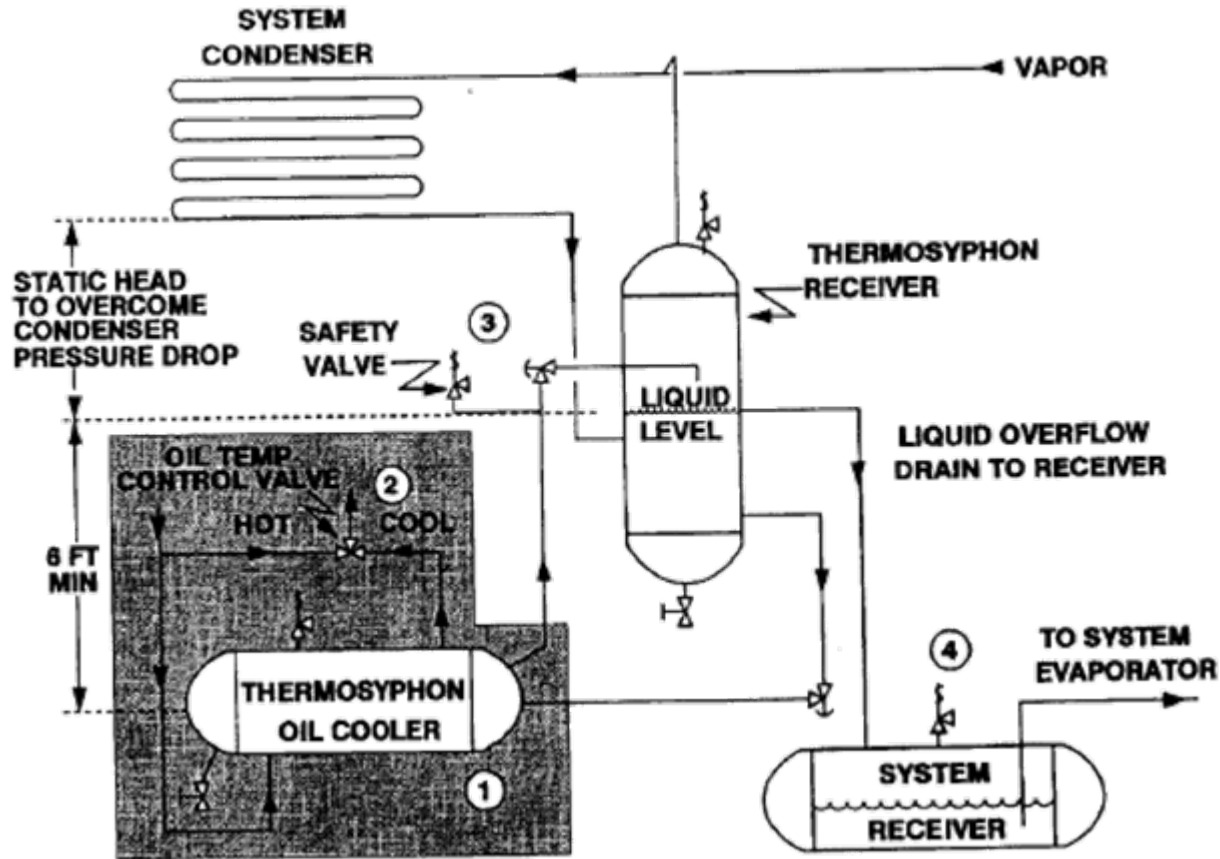 SYSTEM
CONDENSER
VAPOR
STATIC HEAD
TO OVERCOME
CONDENSER
PRESSURE DROP
SAFETY
VALVE
3
THERMOSYPHON
RECEIVER
LIQUID
LEVEL
LIQUID OVERFLOW
DRAIN TO RECEIVER
OIL TEMP.
CONTROL VALVE
2
HOT
COOL
6 FT
MIN
THERMOSYPHON
OIL COOLER
1
4
TO SYSTEM
EVAPORATOR
SYSTEM
RECEIVER